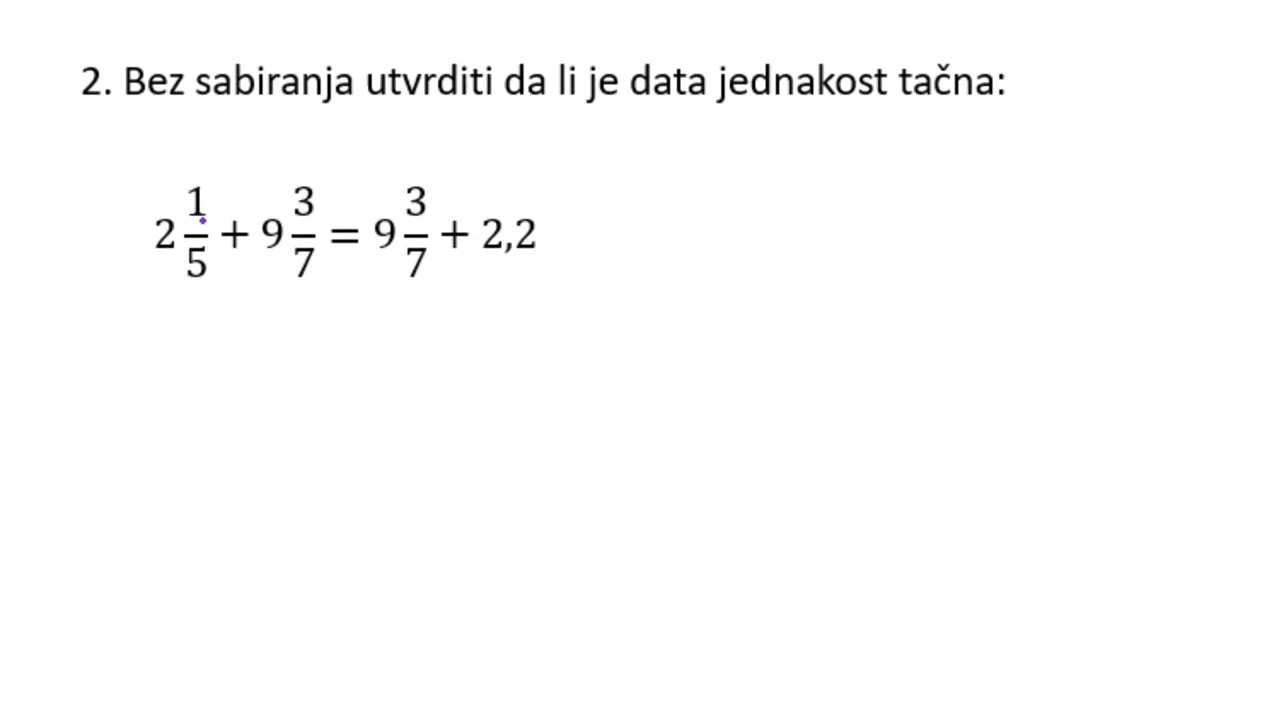 2. Bez sabiranja utvrditi da li je data jednakost tačna:
2 1/5 + 9 3/7 = 9 3/7 + 2,2